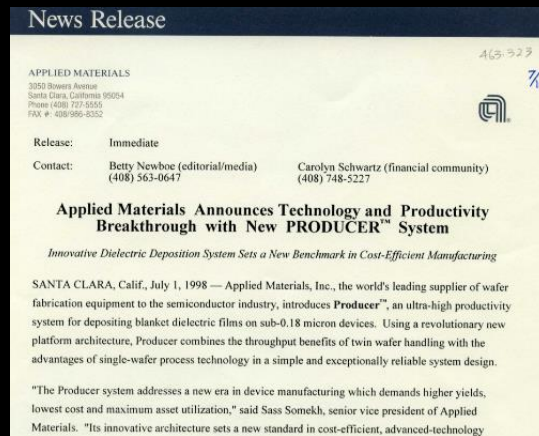 News Release
463.323
7/1
APPLIED MATERIALS
3050 Bowers Avenue
Santa Clara, California 95054
Phone (408) 727-5555
FAX #: 408/986-8352
Release: Immediate
Contact: Betty Newboe (editorial/media) Carolyn Schwartz (financial community)
(408) 563-0647 (408) 748-5227
Applied Materials Announces Technology and Productivity
Breakthrough with New PRODUCER™ System
Innovative Dielectric Deposition System Sets a New Benchmark in Cost-Efficient Manufacturing
SANTA CLARA, Calif., July 1, 1998 — Applied Materials, Inc., the world's leading supplier of wafer
fabrication equipment to the semiconductor industry, introduces Producer™, an ultra-high productivity
system for depositing blanket dielectric films on sub-0.18 micron devices. Using a revolutionary new
platform architecture, Producer combines the throughput benefits of twin wafer handling with the
advantages of single-wafer process technology in a simple and exceptionally reliable system design.
"The Producer system addresses a new era in device manufacturing which demands higher yields,
lowest cost and maximum asset utilization," said Sass Somekh, senior vice president of Applied
Materials. "Its innovative architecture sets a new standard in cost-efficient, advanced-technology